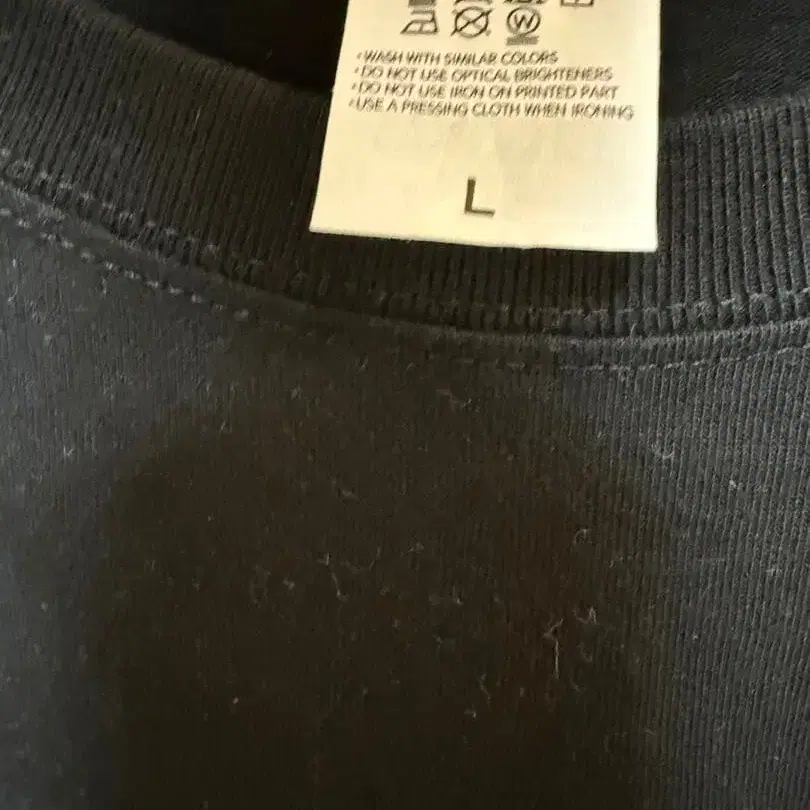 ・WASH WITH SIMILAR COLORS
・DO NOT USE OPTICAL BRIGHTENERS
・DO NOT USE IRON ON PRINTED PART
・USE A PRESSING CLOTH WHEN IRONING
L